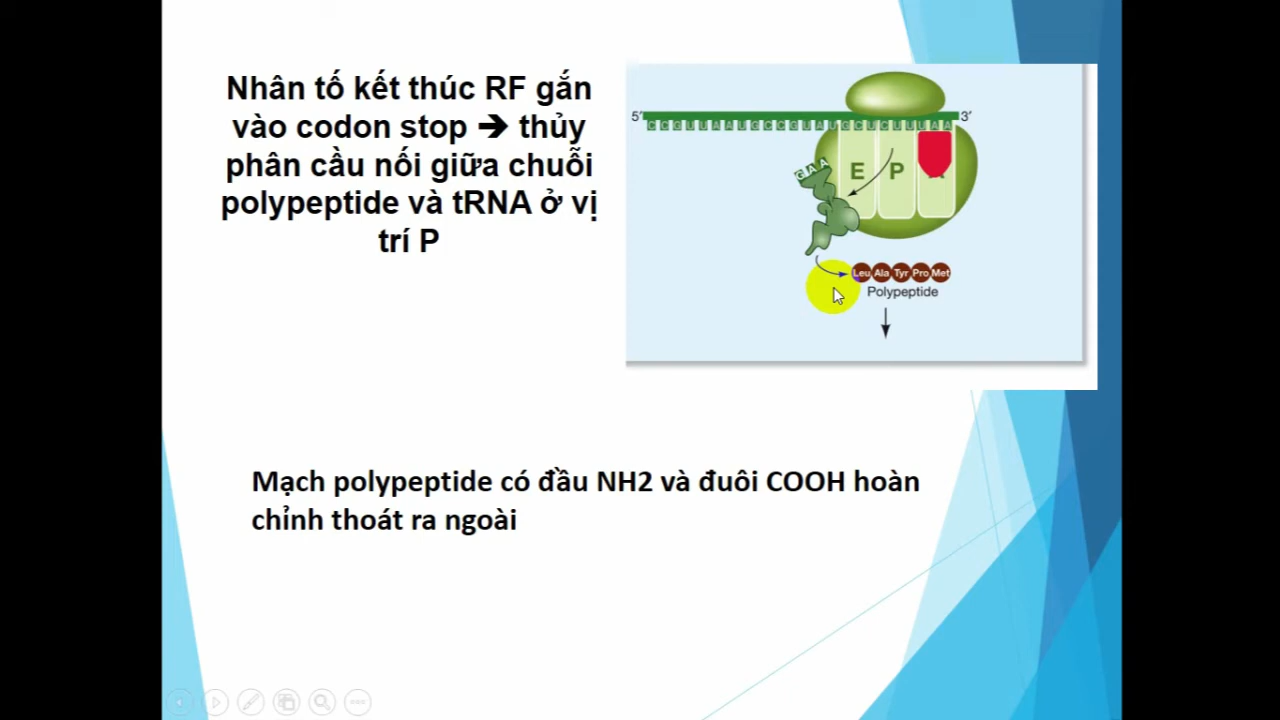 Nhân tố kết thúc RF gắn
vào codon stop ➔ thủy
phân cầu nối giữa chuỗi
polypeptide và tRNA ở vị
trí P
5′ 3′
E P
GAA
Leu Ala Tyr Pro Met
Polypeptide
Mạch polypeptide có đầu NH2 và đuôi COOH hoàn
chỉnh thoát ra ngoài